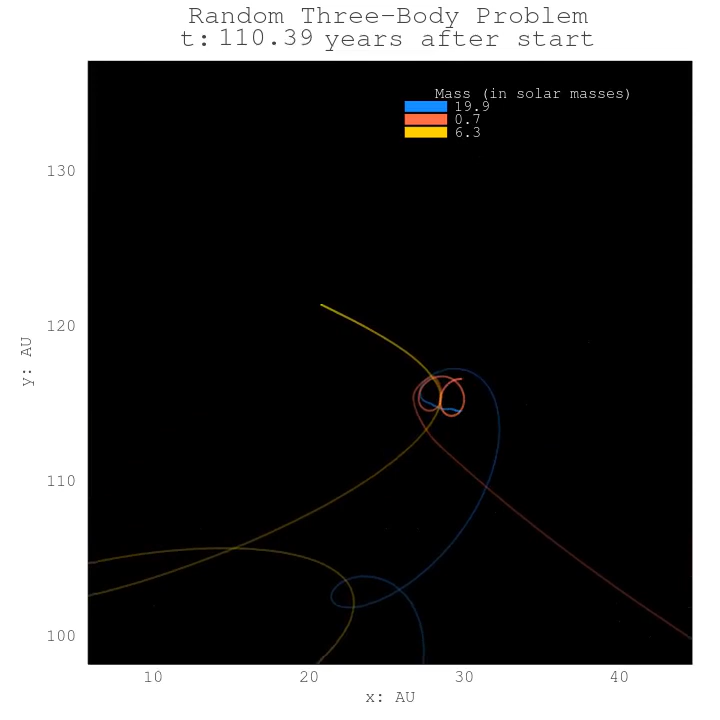 Random Three-Body Problem
t: 110.39 years after start
Mass (in solar masses)
19.9
0.7
6.3
130
120
110
100
y: AU
10 20 30 40
x: AU